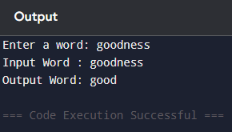 Output
Enter a word: goodness
Input Word : goodness
Output Word: good
=== Code Execution Successful ===